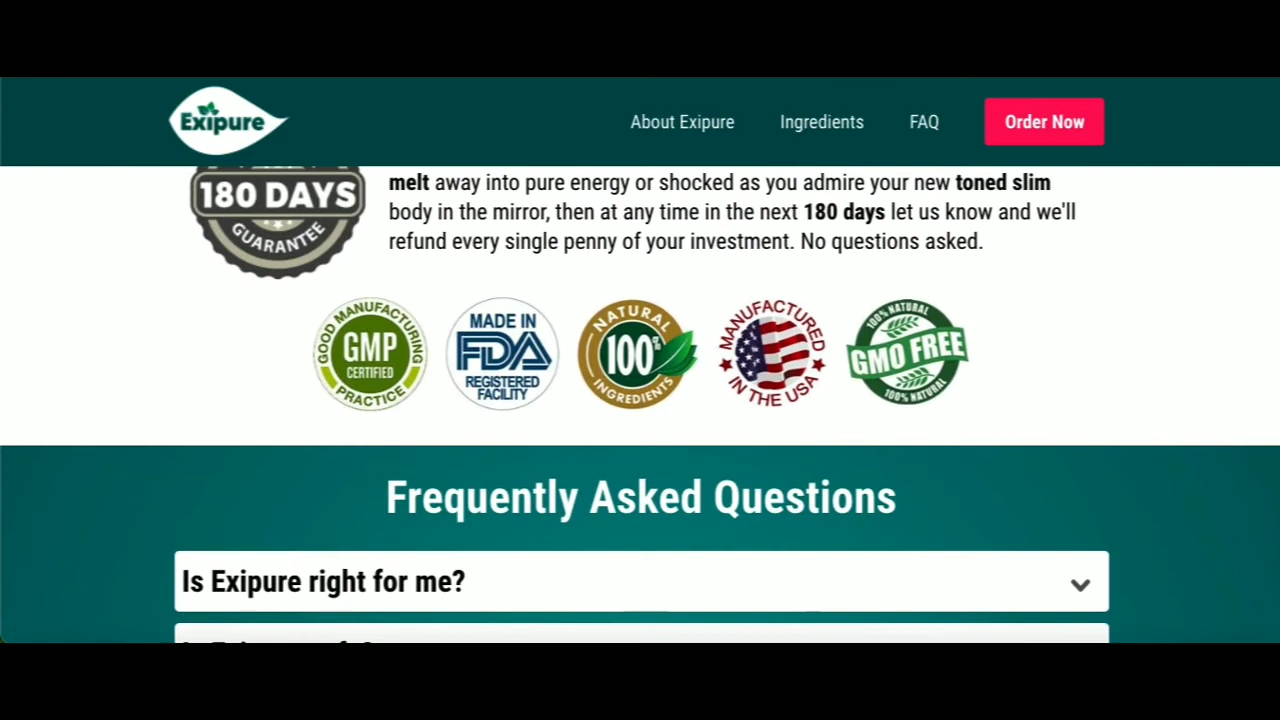 Exipure
About Exipure
Ingredients
FAQ
Order Now
180 DAYS
GUARANTEE
melt away into pure energy or shocked as you admire your new toned slim
body in the mirror, then at any time in the next 180 days let us know and we'll
refund every single penny of your investment. No questions asked.
GOOD MANUFACTURING
GMP
CERTIFIED
PRACTICE
MADE IN
FDA
REGISTERED
FACILITY
NATURAL
100%
INGREDIENTS
MANUFACTURED
IN THE USA
100% NATURAL
GMO FREE
100% NATURAL
Frequently Asked Questions
Is Exipure right for me?